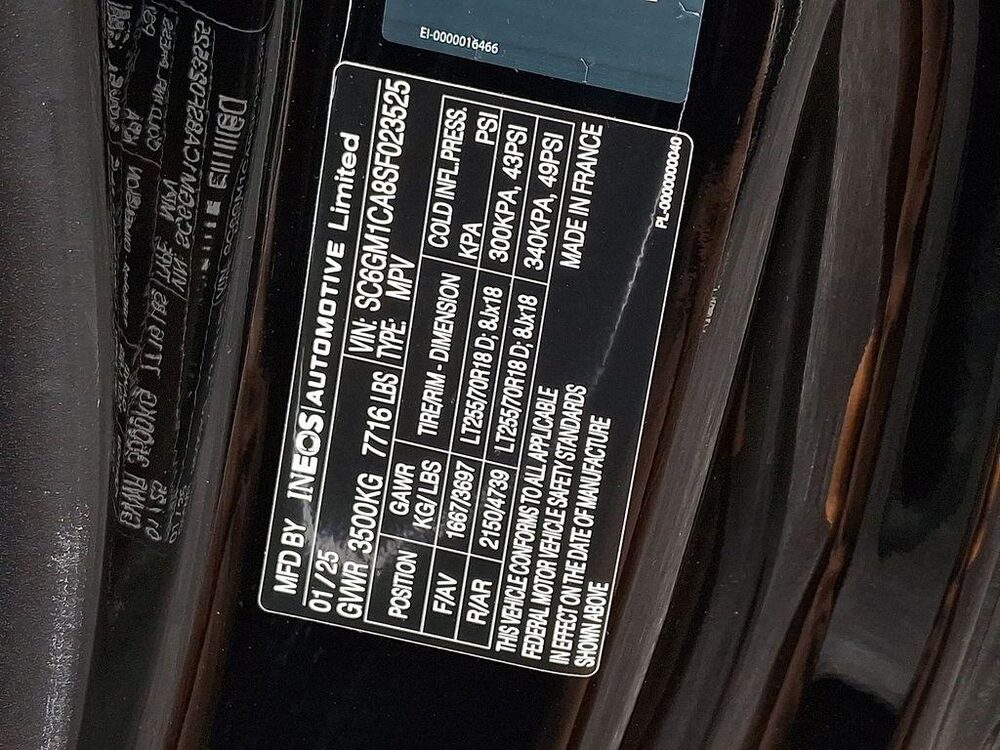 EI-0000016466
MFD BY INEOS AUTOMOTIVE Limited
01 / 25 VIN: SC6GM1CA8SF023525
GVWR 3500KG 7716 LBS TYPE: MPV
POSITION GAWR KG/LBS TIRE/RIM - DIMENSION COLD INFL.PRESS. KPA PSI
F/AV 1667/3697 LT255/70R18 D; 8Jx18 300KPA, 43PSI
R/AR 2150/4739 LT255/70R18 D; 8Jx18 340KPA, 49PSI
THIS VEHICLE CONFORMS TO ALL APPLICABLE MADE IN FRANCE
FEDERAL MOTOR VEHICLE SAFETY STANDARDS
IN EFFECT ON THE DATE OF MANUFACTURE
SHOWN ABOVE
PL-0000000040